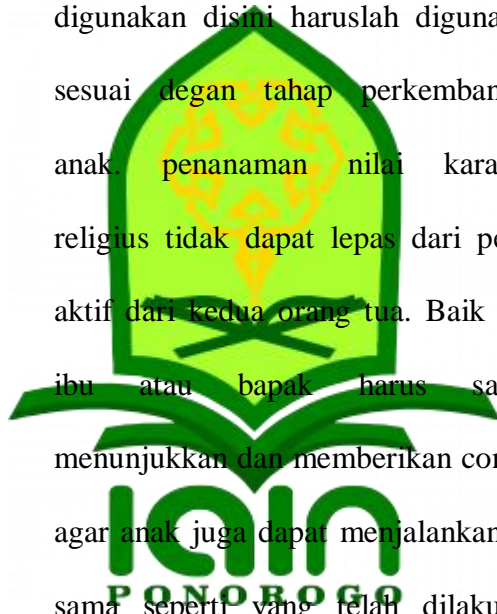 digunakan disini haruslah diguna
sesuai degan tahap perkemban
anak. penanaman nilai kara
religius tidak dapat lepas dari pe
aktif dari kedua orang tua. Baik
ibu atau bapak harus sa
menunjukkan dan memberikan con
agar anak juga dapat menjalankan
iain
sama seperti yang telah dilaku
PONOROGO